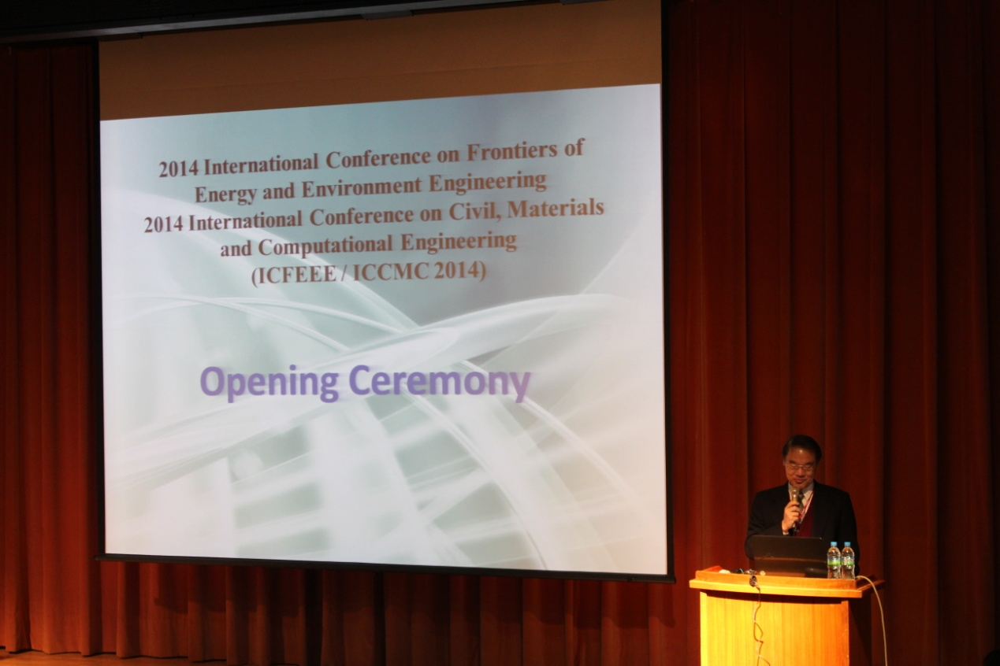 2014 International Conference on Frontiers of
Energy and Environment Engineering
2014 International Conference on Civil, Materials
and Computational Engineering
(ICFEEE / ICCMC 2014)
Opening Ceremony